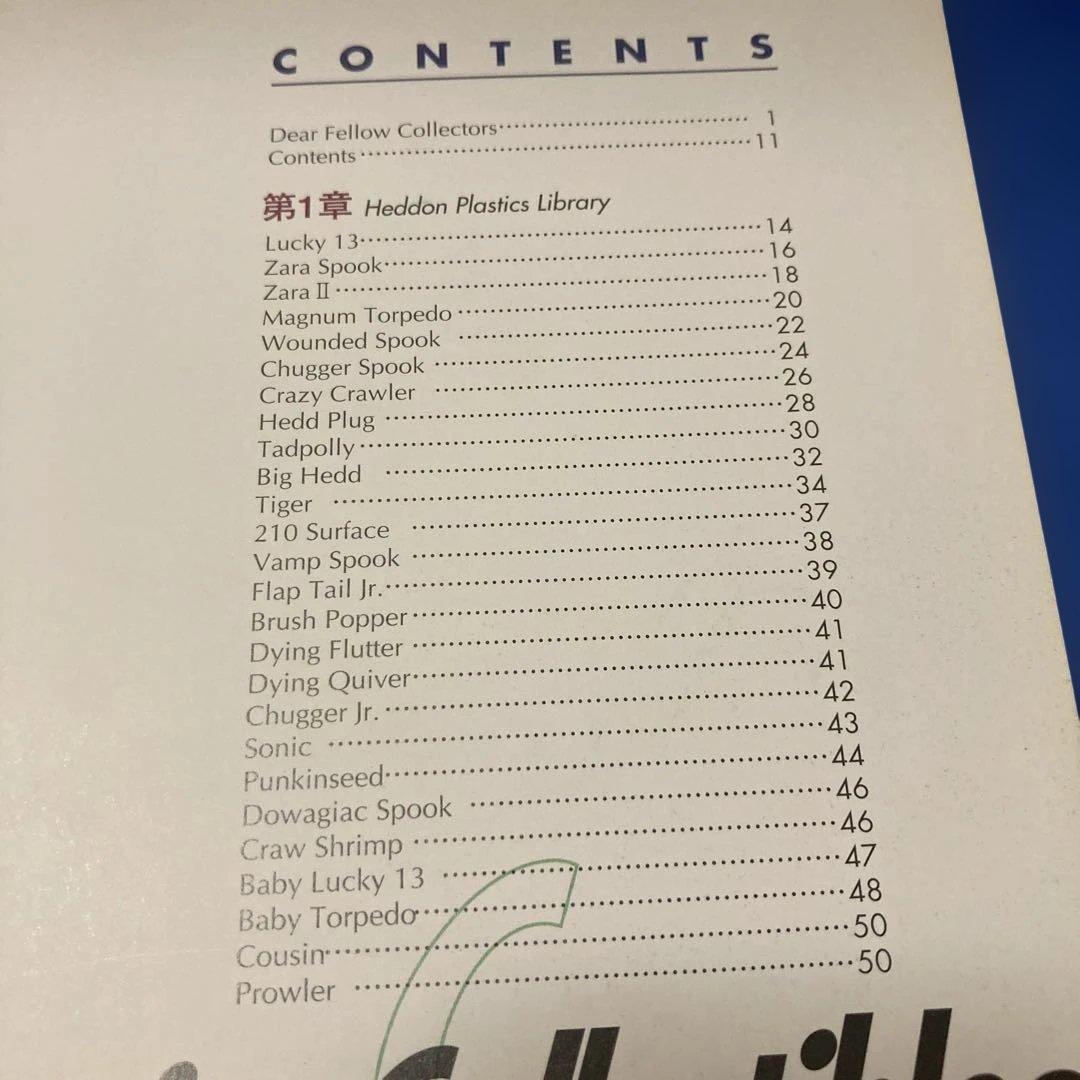 CONTENTS
Dear Fellow Collectors 1
Contents 11
第1章 Heddon Plastics Library
Lucky 13 14
Zara Spook 16
Zara Ⅱ 18
Magnum Torpedo 20
Wounded Spook 22
Chugger Spook 24
Crazy Crawler 26
Hedd Plug 28
Tadpolly 30
Big Hedd 32
Tiger 34
210 Surface 37
Vamp Spook 38
Flap Tail Jr. 39
Brush Popper 40
Dying Flutter 41
Dying Quiver 41
Chugger Jr. 42
Sonic 43
Punkinseed 44
Dowagiac Spook 46
Craw Shrimp 46
Baby Lucky 13 47
Baby Torpedo 48
Cousin 50
Prowler 50